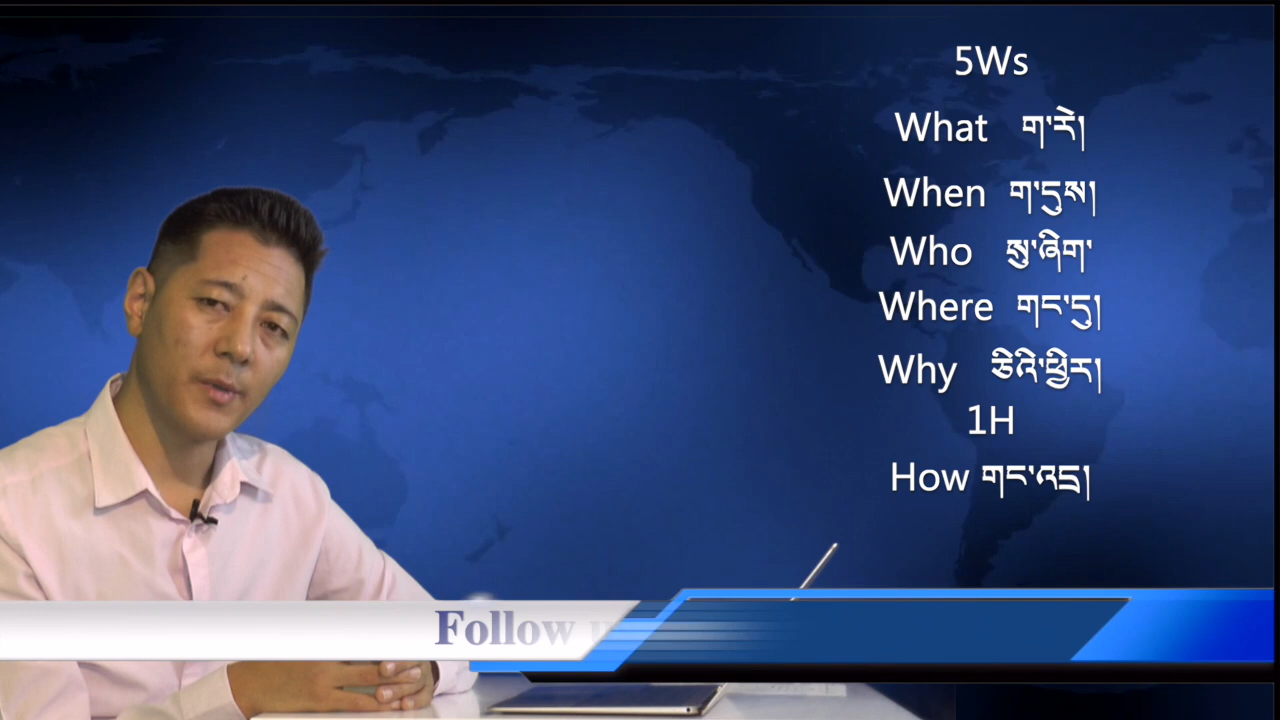 5Ws
What ག་རེ།
When ག་དུས།
Who སུ་ཞིག་
Where གང་དུ།
Why ཅིའི་ཕྱིར།
1H
How གང་འདྲ།
Follow